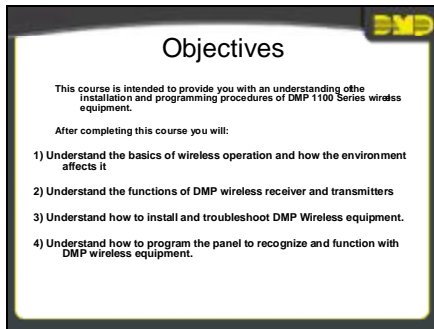 DMP
Objectives
This course is intended to provide you with an understanding othe
installation and programming procedures of DMP 1100 Series wireless
equipment.
After completing this course you will:
1) Understand the basics of wireless operation and how the environment
affects it
2) Understand the functions of DMP wireless receiver and transmitters
3) Understand how to install and troubleshoot DMP Wireless equipment.
4) Understand how to program the panel to recognize and function with
DMP wireless equipment.